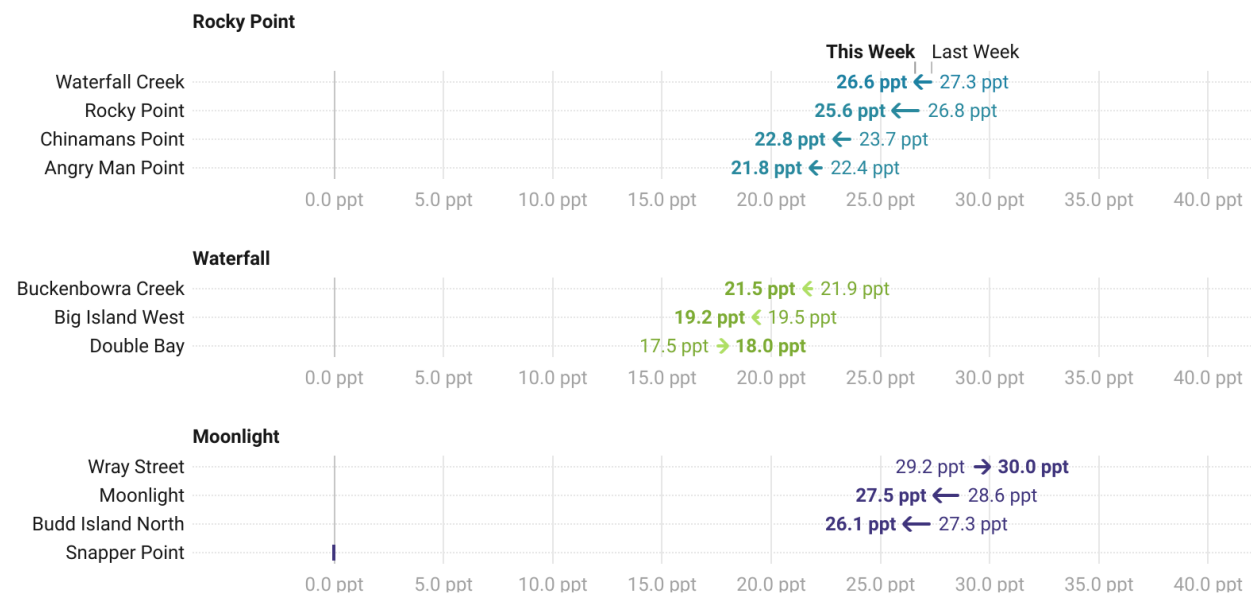 Rocky Point
This Week Last Week
Waterfall Creek 26.6 ppt 27.3 ppt
Rocky Point 25.6 ppt 26.8 ppt
Chinamans Point 22.8 ppt 23.7 ppt
Angry Man Point 21.8 ppt 22.4 ppt
0.0 ppt 5.0 ppt 10.0 ppt 15.0 ppt 20.0 ppt 25.0 ppt 30.0 ppt 35.0 ppt 40.0 ppt
Waterfall
Buckenbowra Creek 21.5 ppt 21.9 ppt
Big Island West 19.2 ppt 19.5 ppt
Double Bay 17.5 ppt 18.0 ppt
0.0 ppt 5.0 ppt 10.0 ppt 15.0 ppt 20.0 ppt 25.0 ppt 30.0 ppt 35.0 ppt 40.0 ppt
Moonlight
Wray Street 29.2 ppt 30.0 ppt
Moonlight 27.5 ppt 28.6 ppt
Budd Island North 26.1 ppt 27.3 ppt
Snapper Point
0.0 ppt 5.0 ppt 10.0 ppt 15.0 ppt 20.0 ppt 25.0 ppt 30.0 ppt 35.0 ppt 40.0 ppt